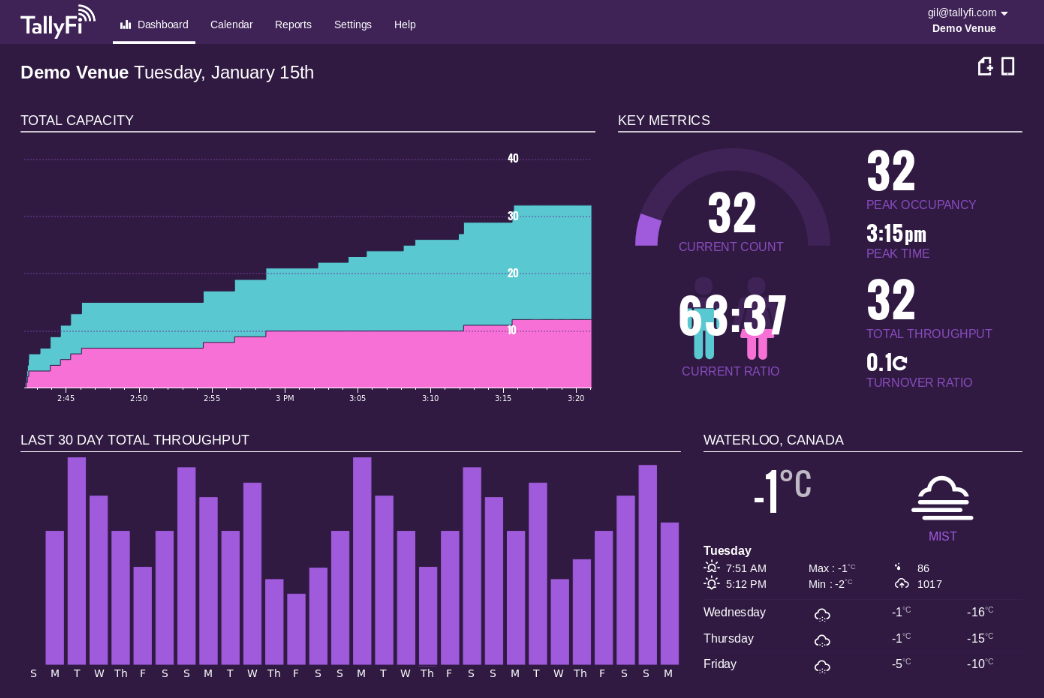 TallyFi
Dashboard Calendar Reports Settings Help
gil@tallyfi.com
Demo Venue
Demo Venue Tuesday, January 15th
TOTAL CAPACITY
40
30
20
10
2:45 2:50 2:55 3 PM 3:05 3:10 3:15 3:20
KEY METRICS
32
CURRENT COUNT
63:37
CURRENT RATIO
32
PEAK OCCUPANCY
3:15pm
PEAK TIME
32
TOTAL THROUGHPUT
0.1
TURNOVER RATIO
LAST 30 DAY TOTAL THROUGHPUT
S M T W Th F S S M T W Th F S S M T W Th F S S M T W Th F S S M
WATERLOO, CANADA
-1°C
MIST
Tuesday
7:51 AM Max : -1°C 86
5:12 PM Min : -2°C 1017
Wednesday -1°C -16°C
Thursday -1°C -15°C
Friday -5°C -10°C